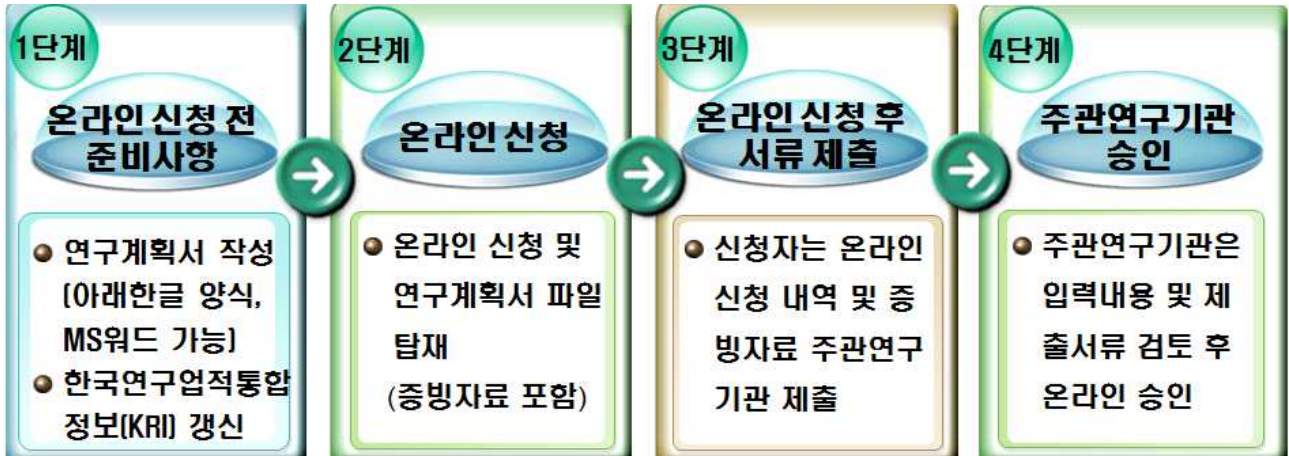 1단계
온라인 신청 전
준비사항
연구계획서 작성
(아래한글 양식,
MS워드 가능)
한국연구업적통합
정보(KRI) 갱신
2단계
온라인 신청
온라인 신청 및
연구계획서 파일
탑재
(증빙자료 포함)
3단계
온라인 신청 후
서류 제출
신청자는 온라인
신청 내역 및 증
빙자료 주관연구
기관 제출
4단계
주관연구기관
승인
주관연구기관은
입력내용 및 제
출서류 검토 후
온라인 승인